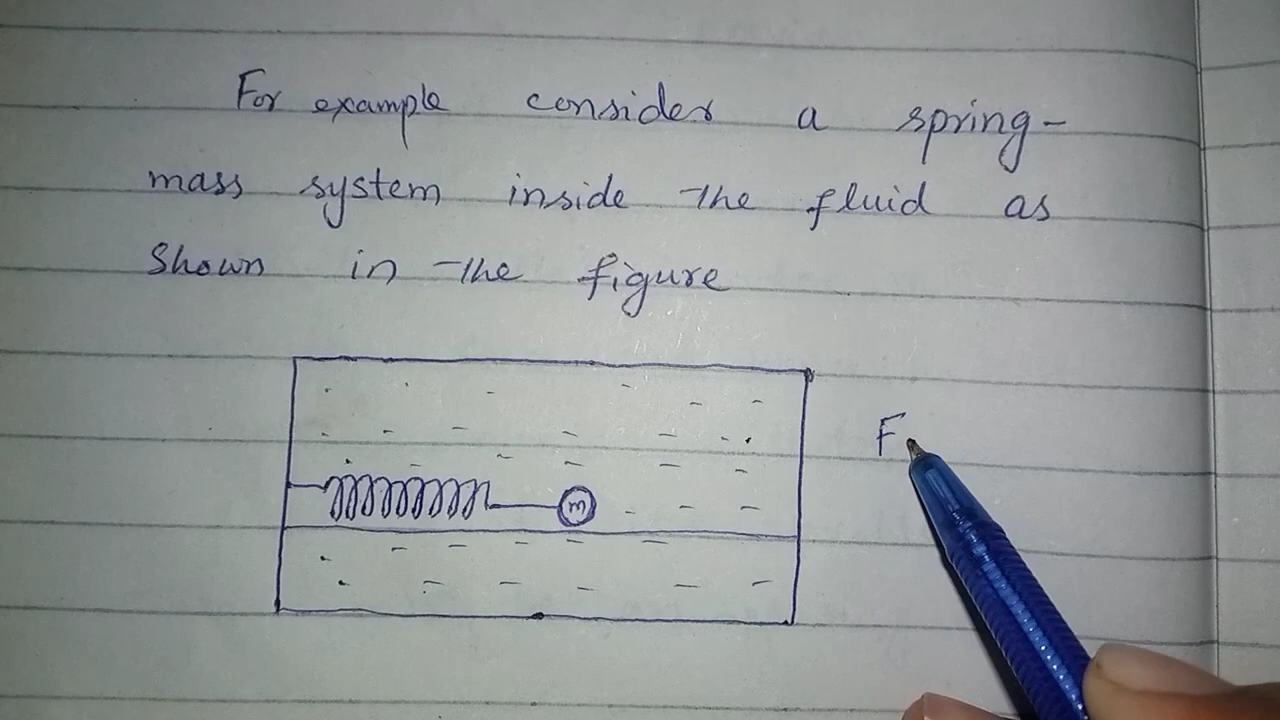 For example consider a spring-
mass system inside the fluid as
shown in the figure
F
m